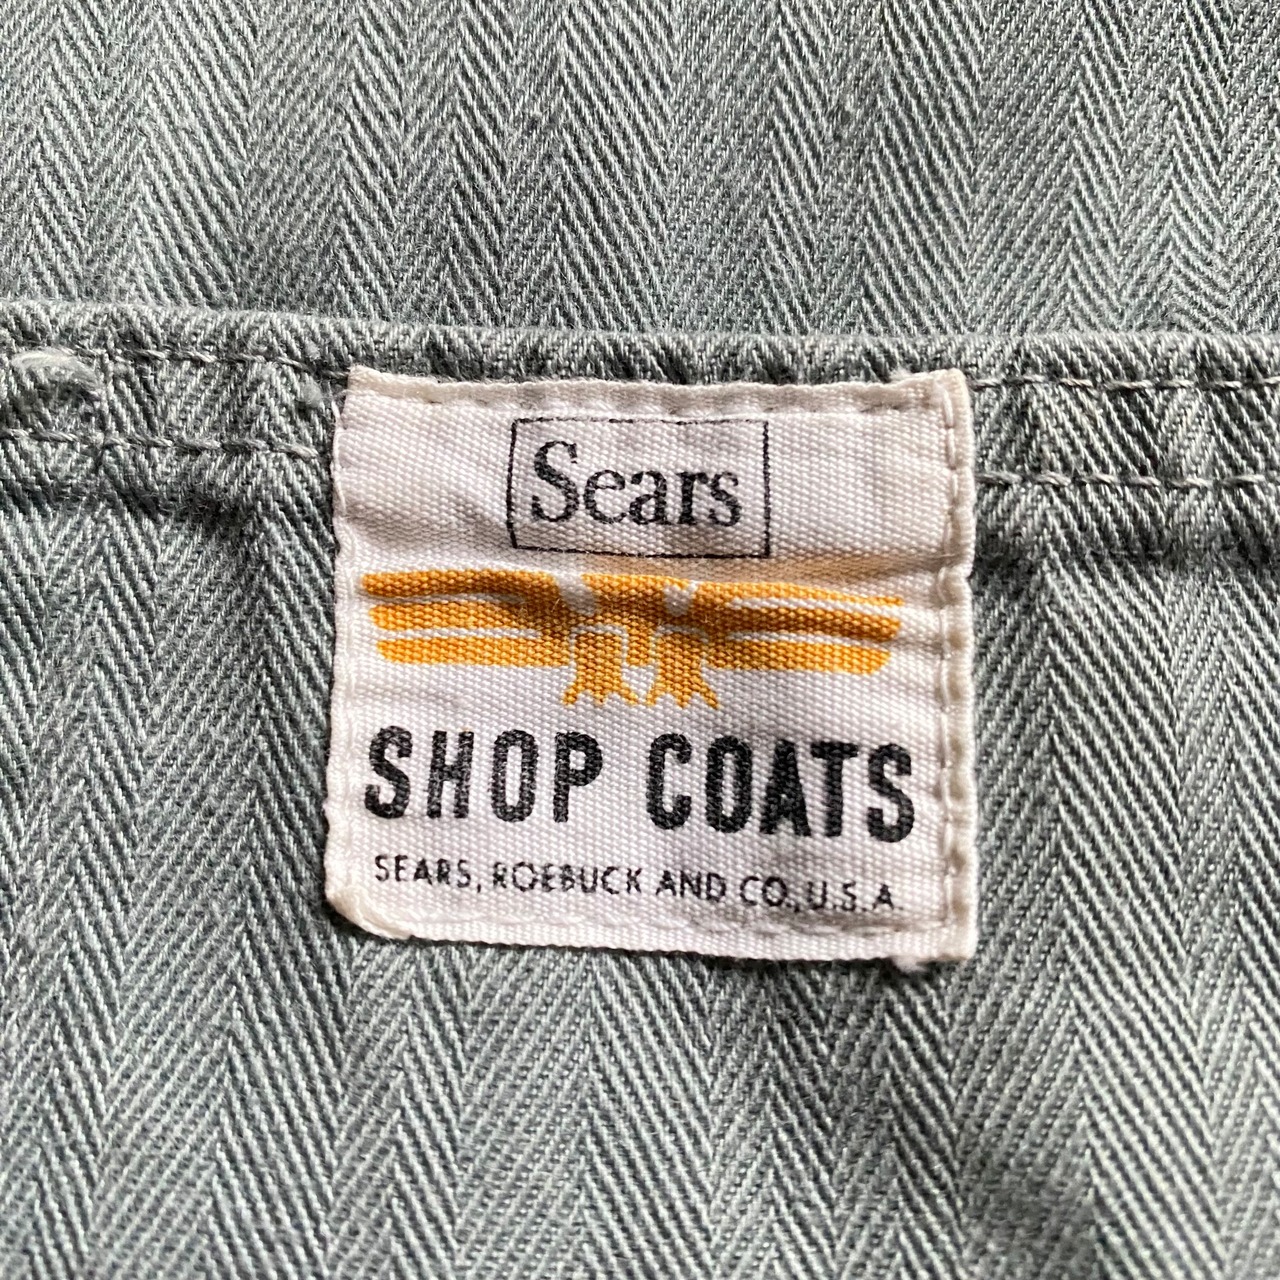 Sears
SHOP COATS
SEARS, ROEBUCK AND CO., U.S.A.